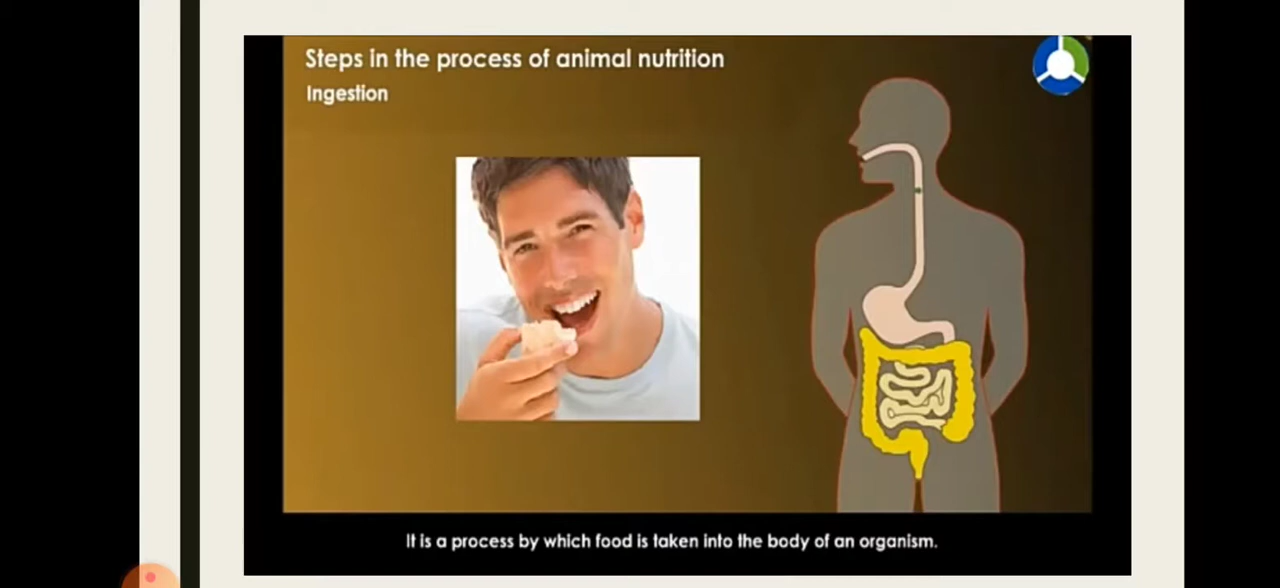 Steps in the process of animal nutrition
Ingestion
It is a process by which food is taken into the body of an organism.